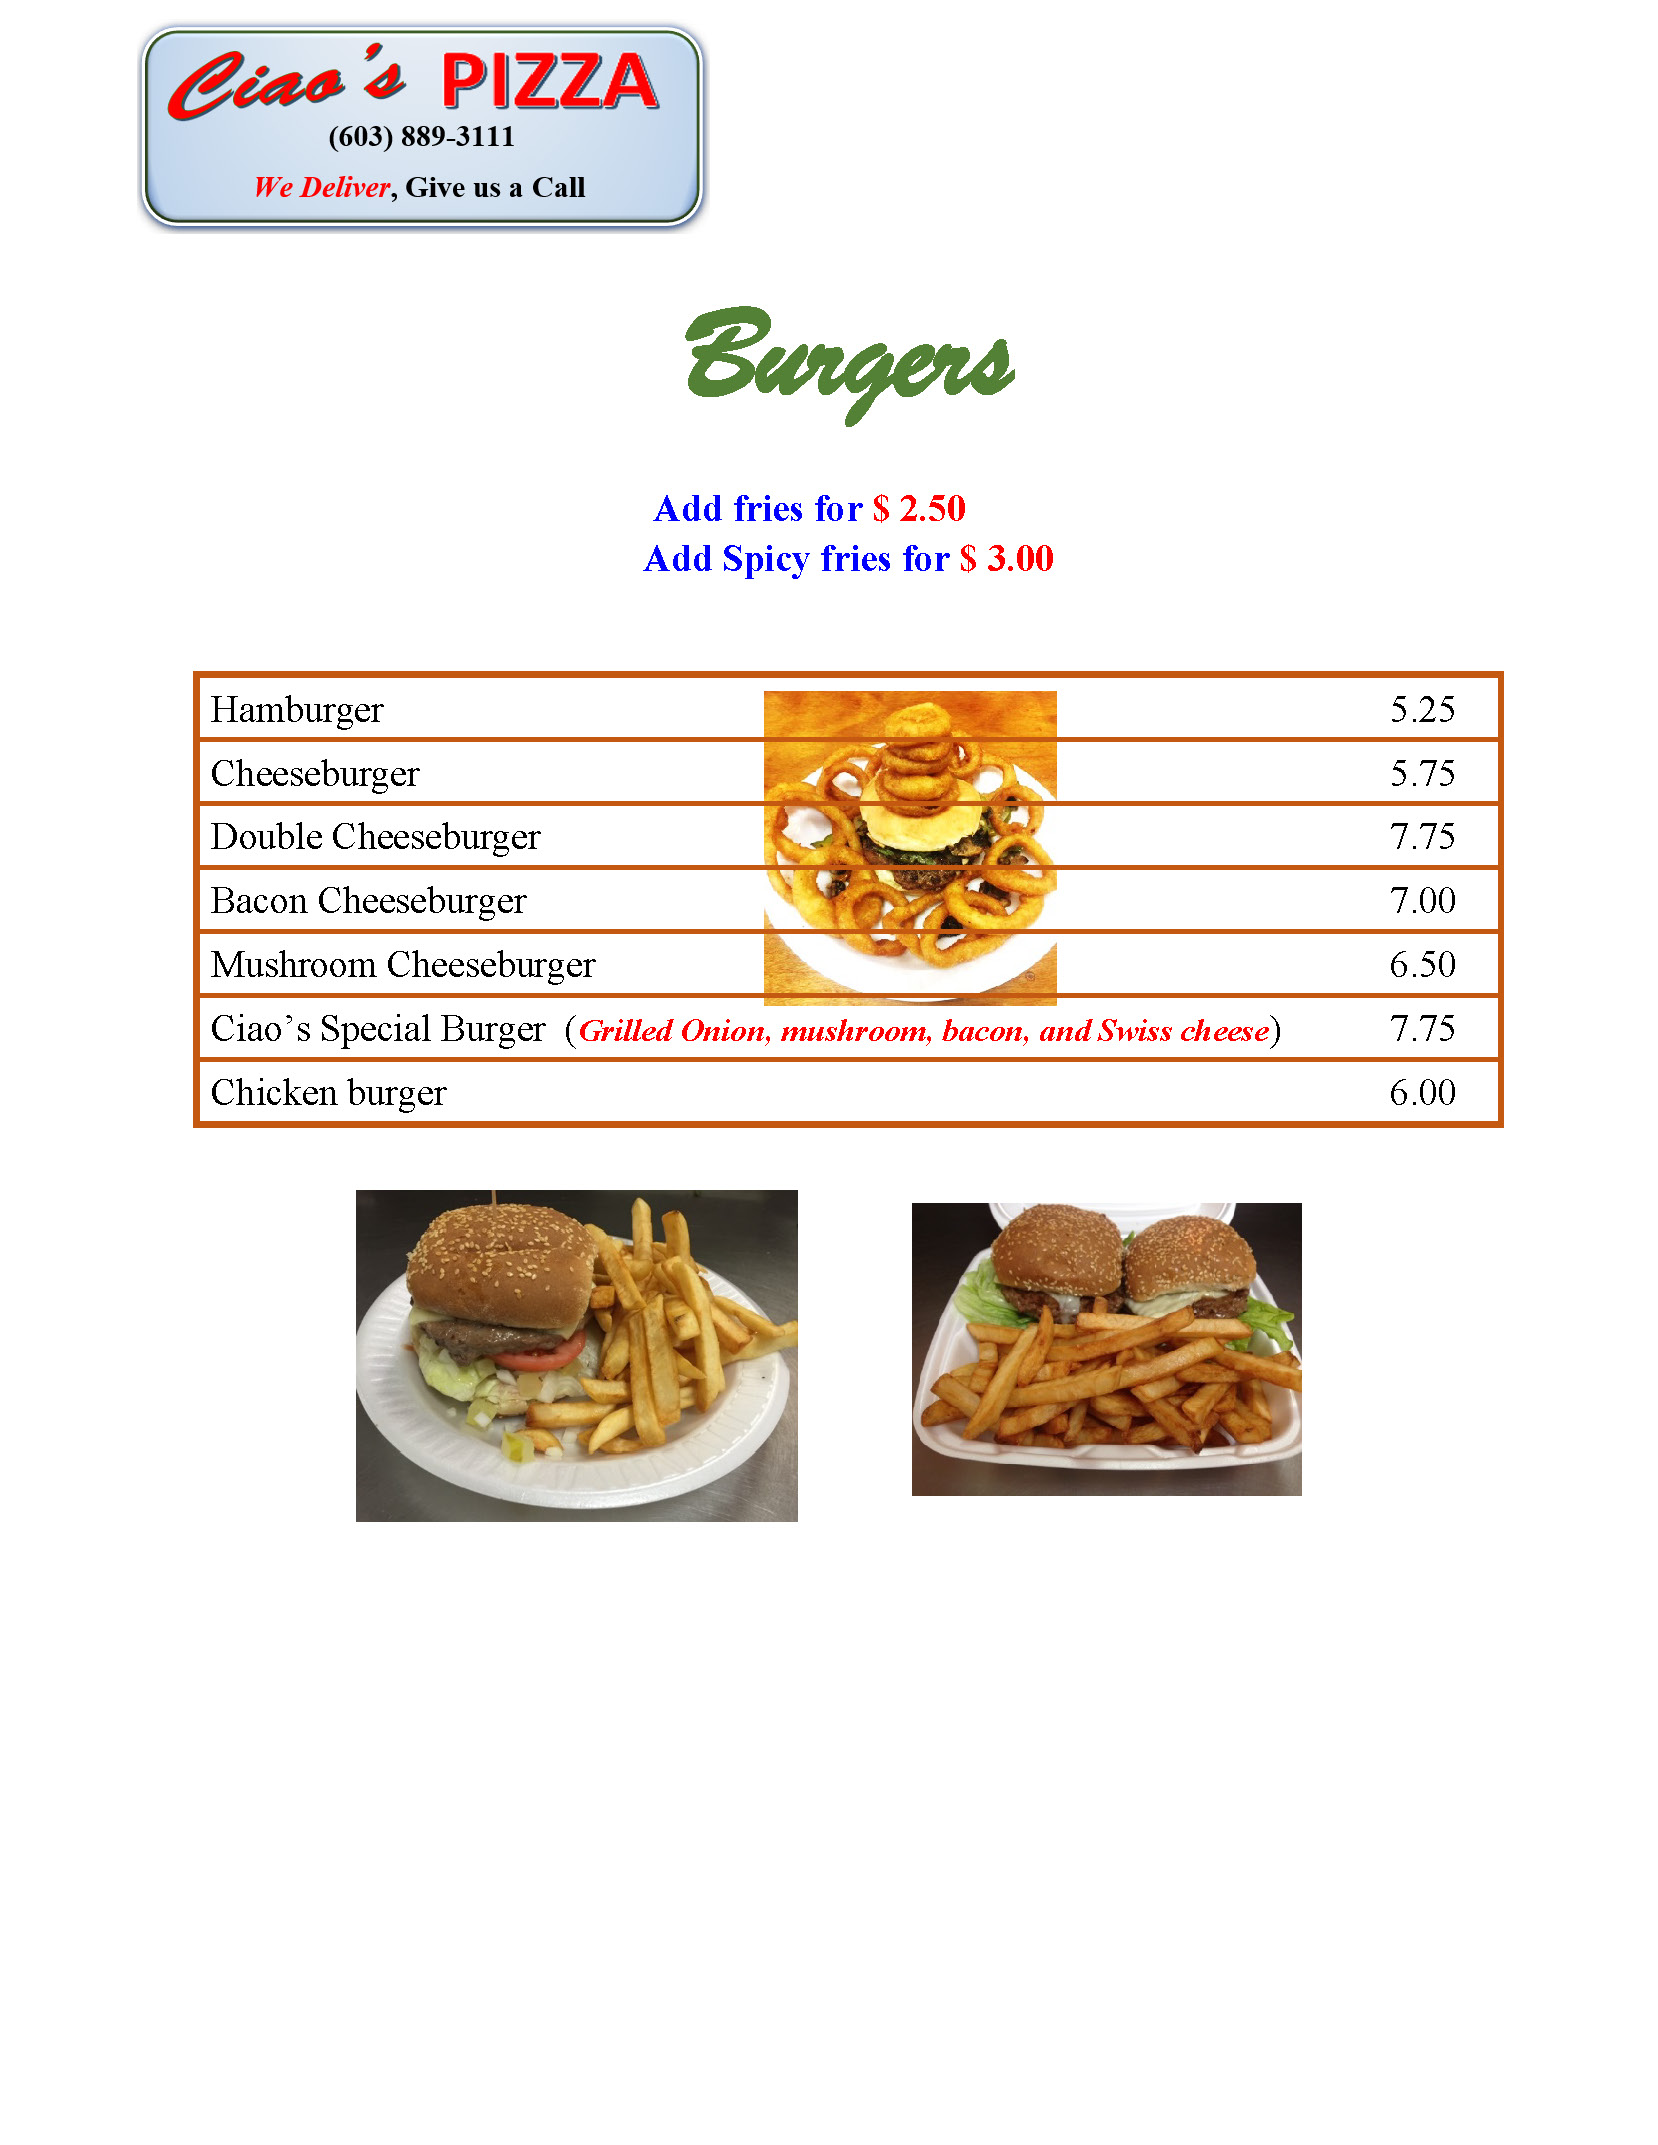 Ciao's PIZZA
(603) 889-3111
We Deliver, Give us a Call
Burgers
Add fries for $ 2.50
Add Spicy fries for $ 3.00
Hamburger 5.25
Cheeseburger 5.75
Double Cheeseburger 7.75
Bacon Cheeseburger 7.00
Mushroom Cheeseburger 6.50
Ciao’s Special Burger (Grilled Onion, mushroom, bacon, and Swiss cheese) 7.75
Chicken burger 6.00